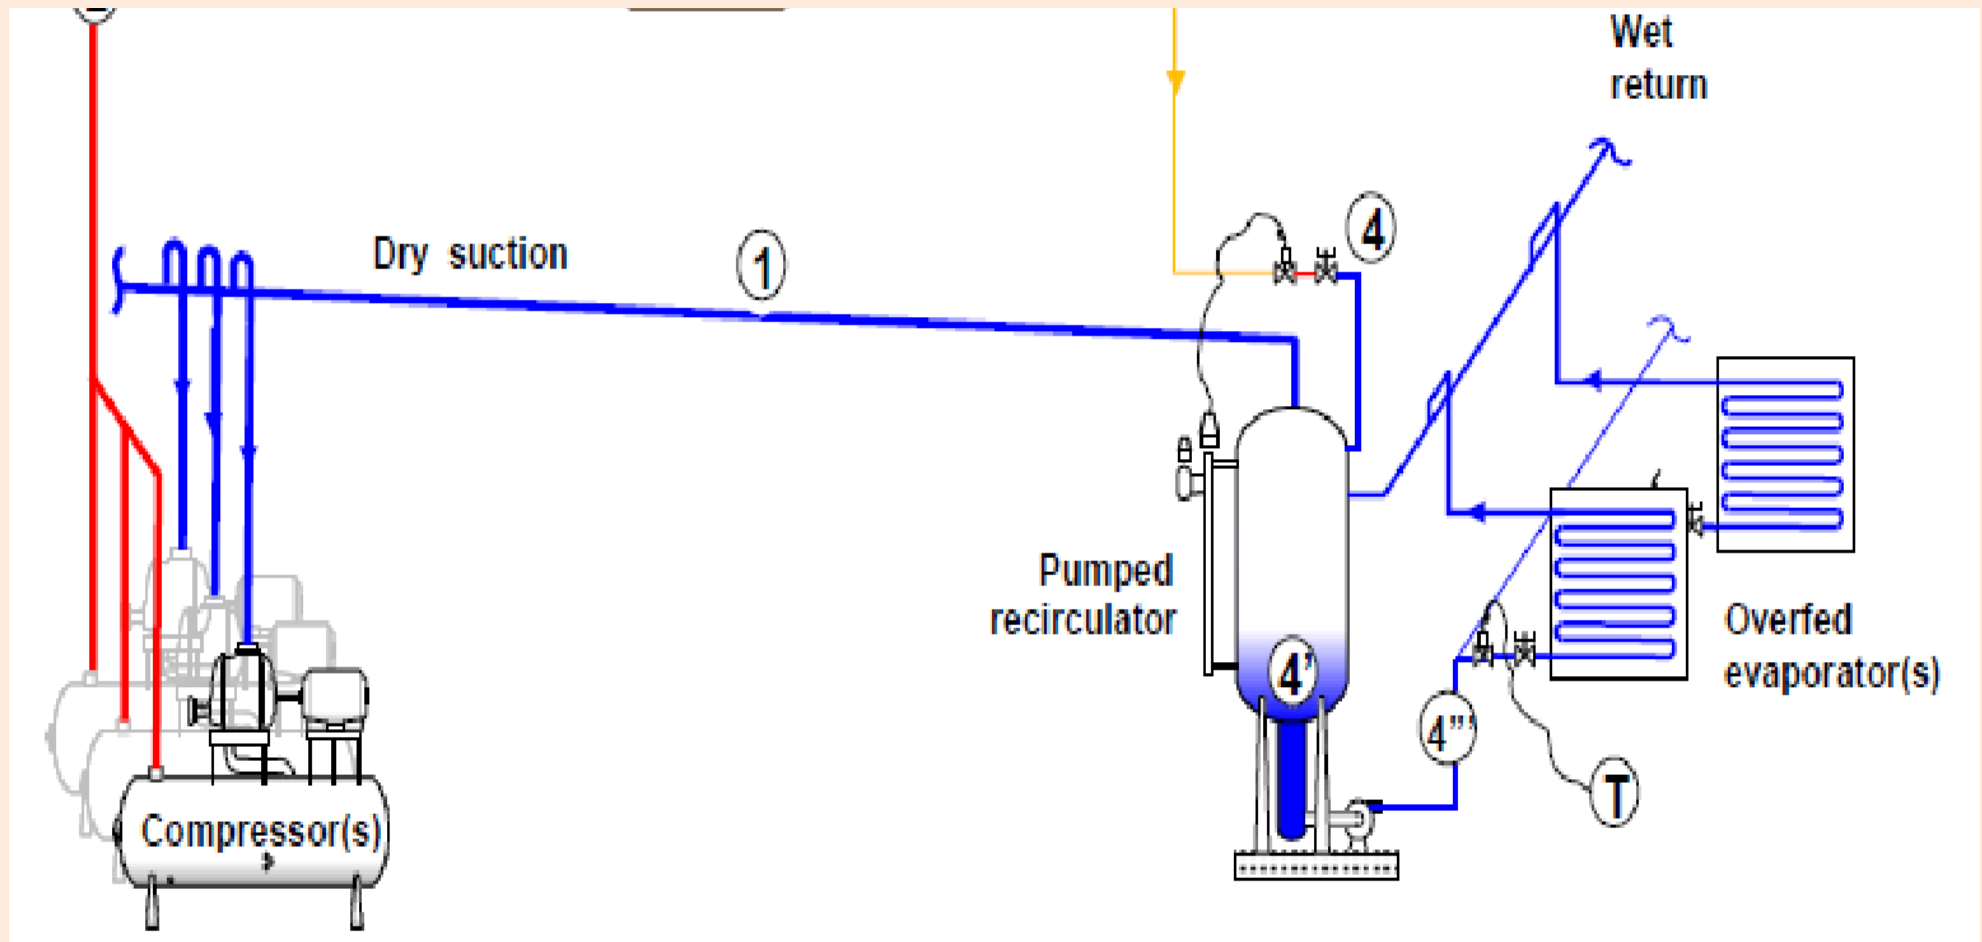 Wet
return
4
Dry suction
1
Pumped
recirculator
4'
Overfed
evaporator(s)
4"'
T
Compressor(s)